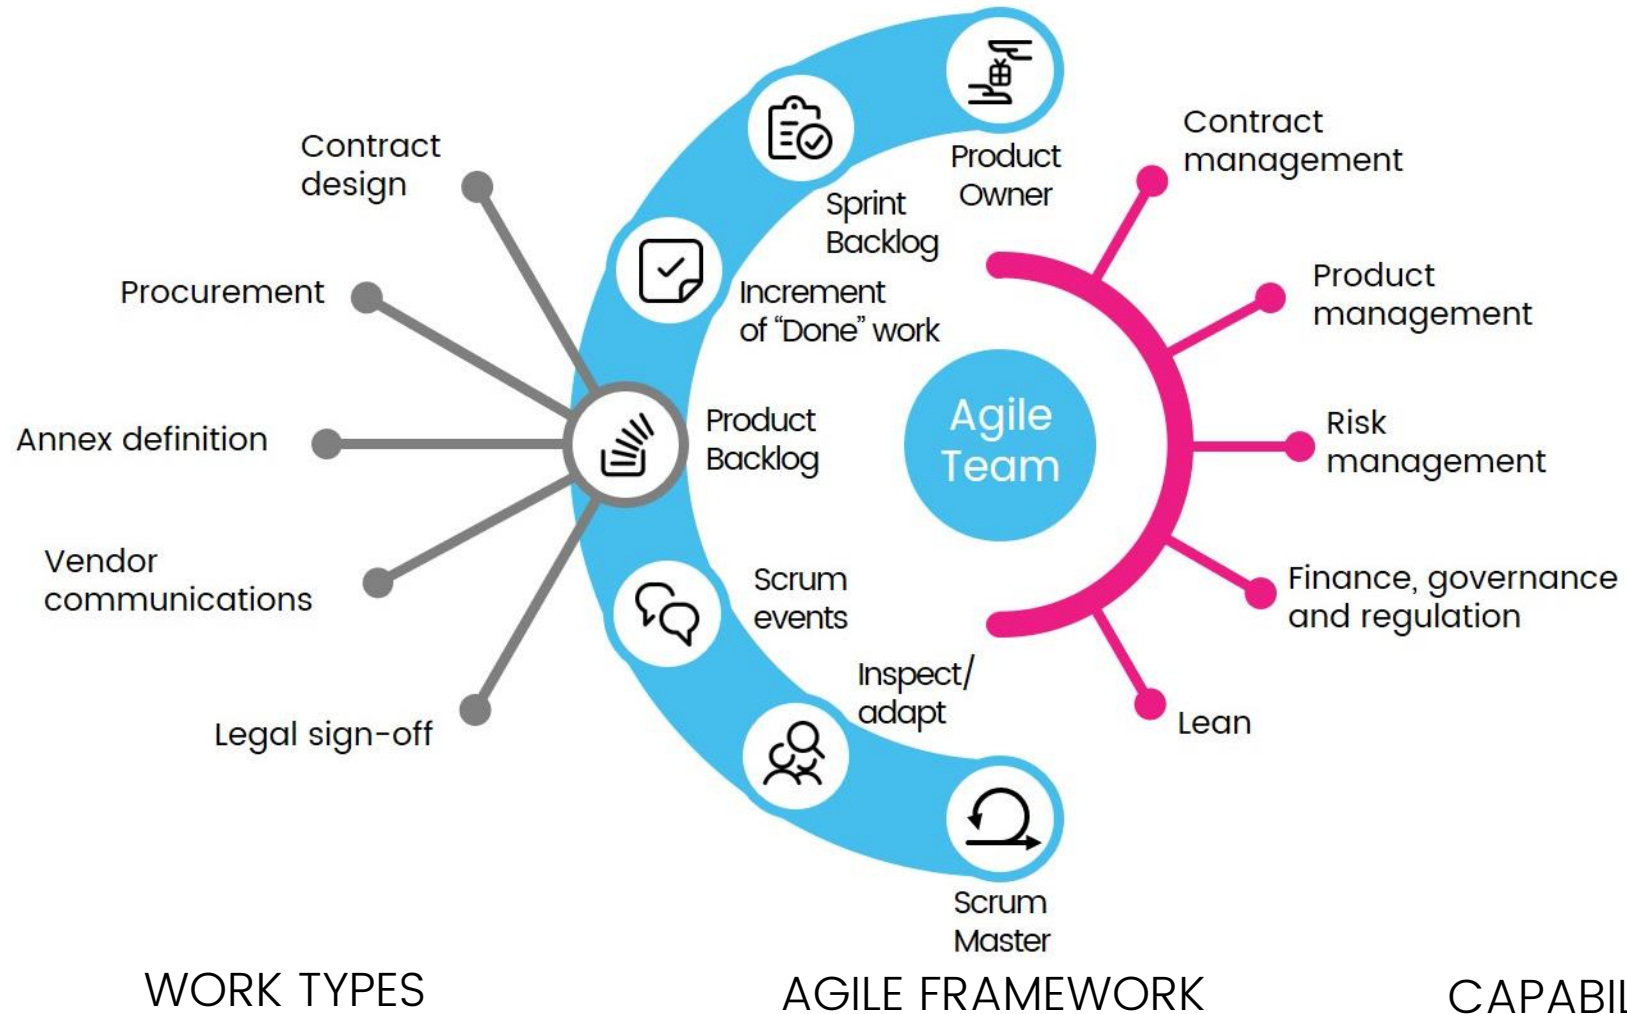 Contract
design
Procurement
Annex definition
Vendor
communications
Legal sign-off
Product
Owner
Sprint
Backlog
Increment
of “Done” work
Product
Backlog
Scrum
events
Inspect/
adapt
Scrum
Master
Agile
Team
Contract
management
Product
management
Risk
management
Finance, governance
and regulation
Lean
WORK TYPES
AGILE FRAMEWORK